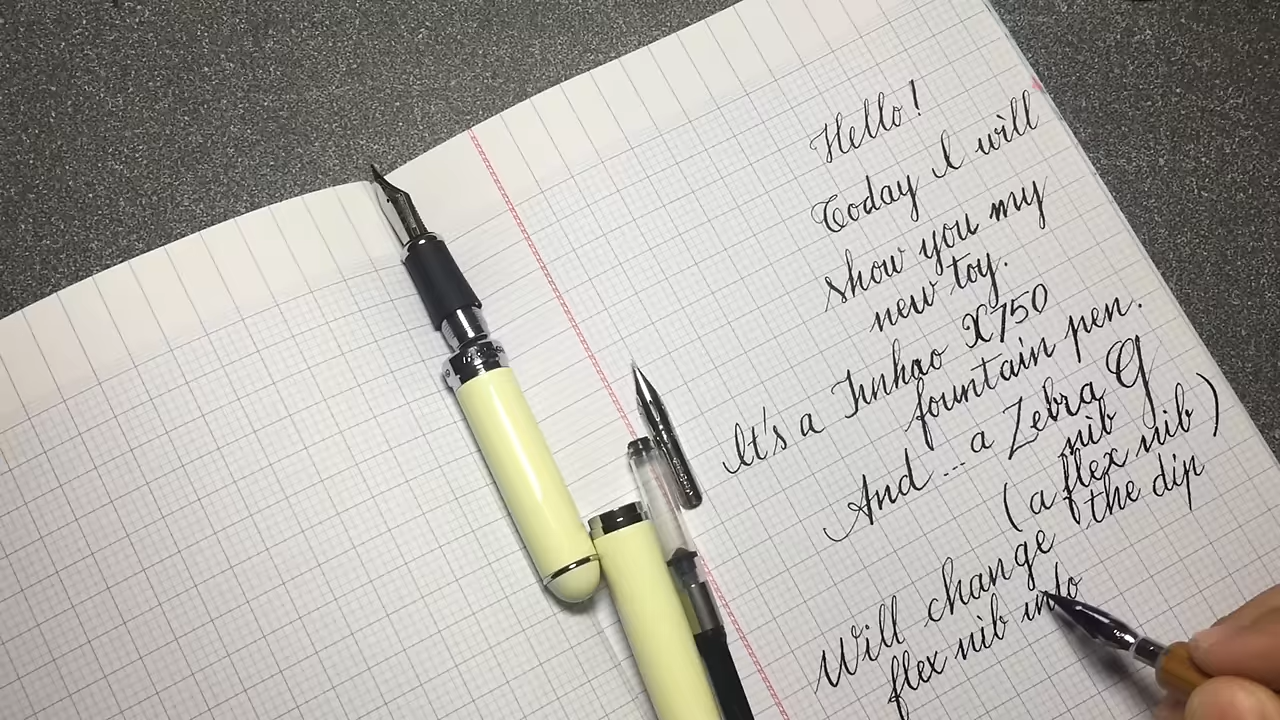 Hello!
Today I will
show you my
new toy.
It's a Jinhao X750
fountain pen.
And ... a Zebra G
nib
(a flex nib)
Will change the dip
flex nib into